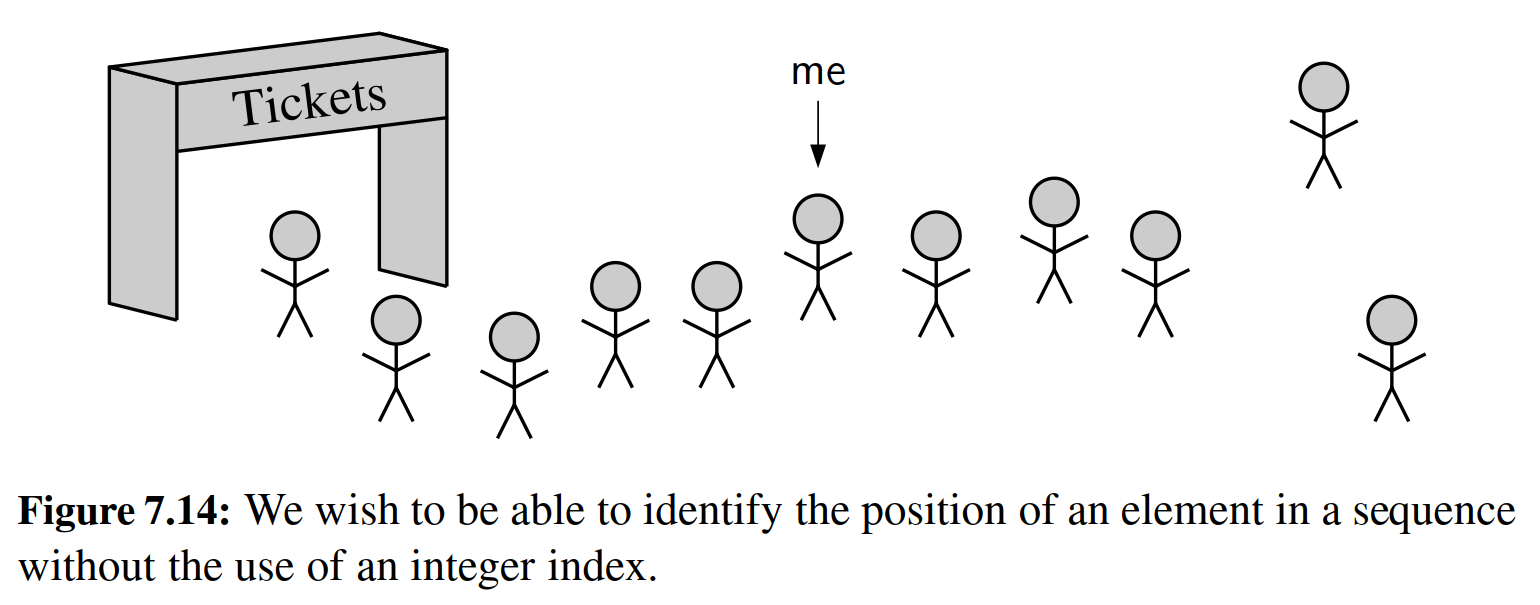 Tickets
me
Figure 7.14: We wish to be able to identify the position of an element in a sequence
without the use of an integer index.